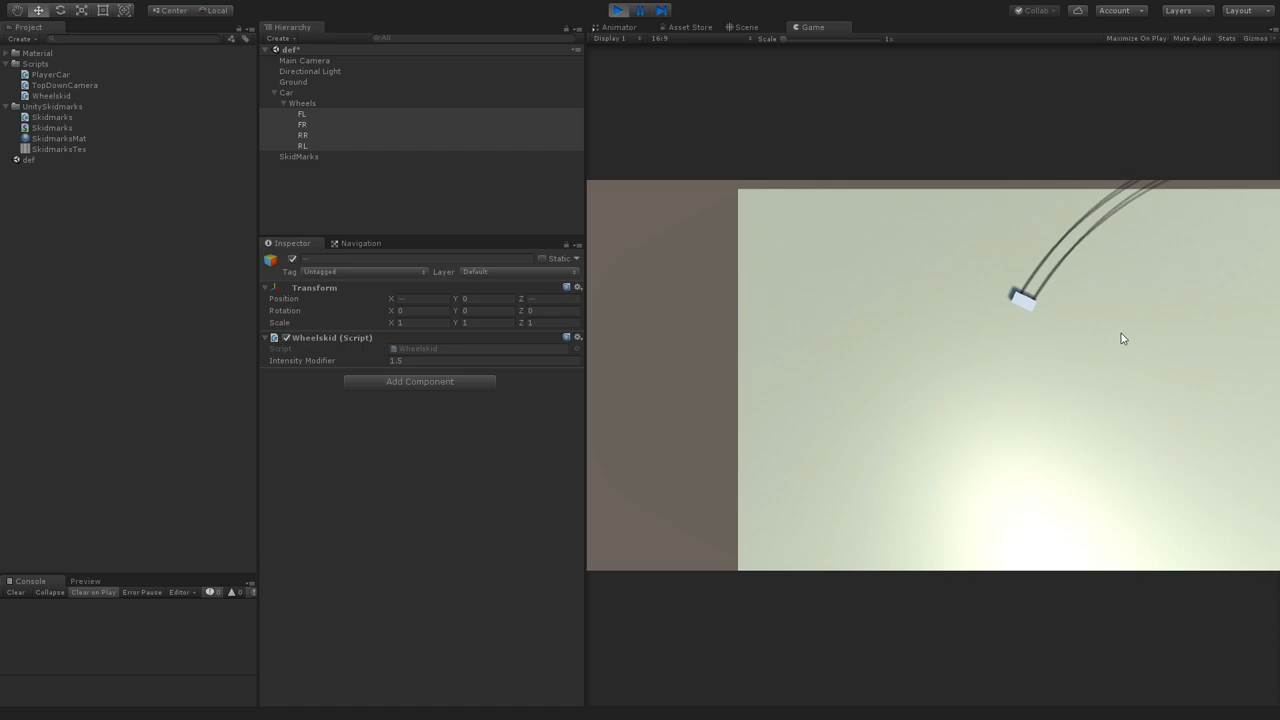 Center
Local
Collab
Account
Layers
Layout
Project
Create
Material
Scripts
PlayerCar
TopDownCamera
Wheelskid
UnitySkidmarks
Skidmarks
Skidmarks
SkidmarksMat
SkidmarksTex
def
Hierarchy
Create
All
def*
Main Camera
Directional Light
Ground
Car
Wheels
FL
FR
RR
RL
SkidMarks
Inspector
Navigation
—
Static
Tag Untagged Layer Default
Transform
Position X — Y 0 Z —
Rotation X 0 Y 0 Z 0
Scale X 1 Y 1 Z 1
Wheelskid (Script)
Script Wheelskid
Intensity Modifier 1.5
Add Component
Animator
Asset Store
Scene
Game
Display 1 16:9 Scale 1x Maximize On Play Mute Audio Stats Gizmos
Console
Preview
Clear Collapse Clear on Play Error Pause Editor 0 0